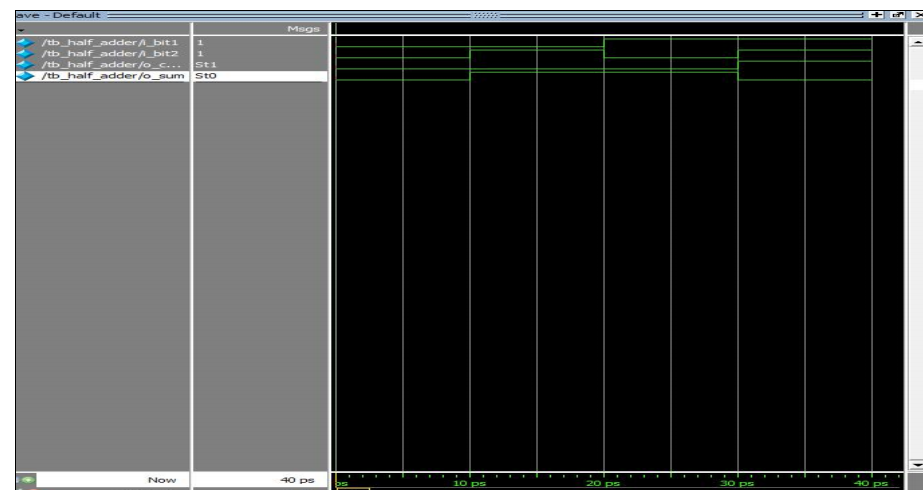 ave - Default
Msgs
/tb_half_adder/i_bit1 1
/tb_half_adder/i_bit2 1
/tb_half_adder/o_c... St1
/tb_half_adder/o_sum St0
Now 40 ps
ps 10 ps 20 ps 30 ps 40 ps